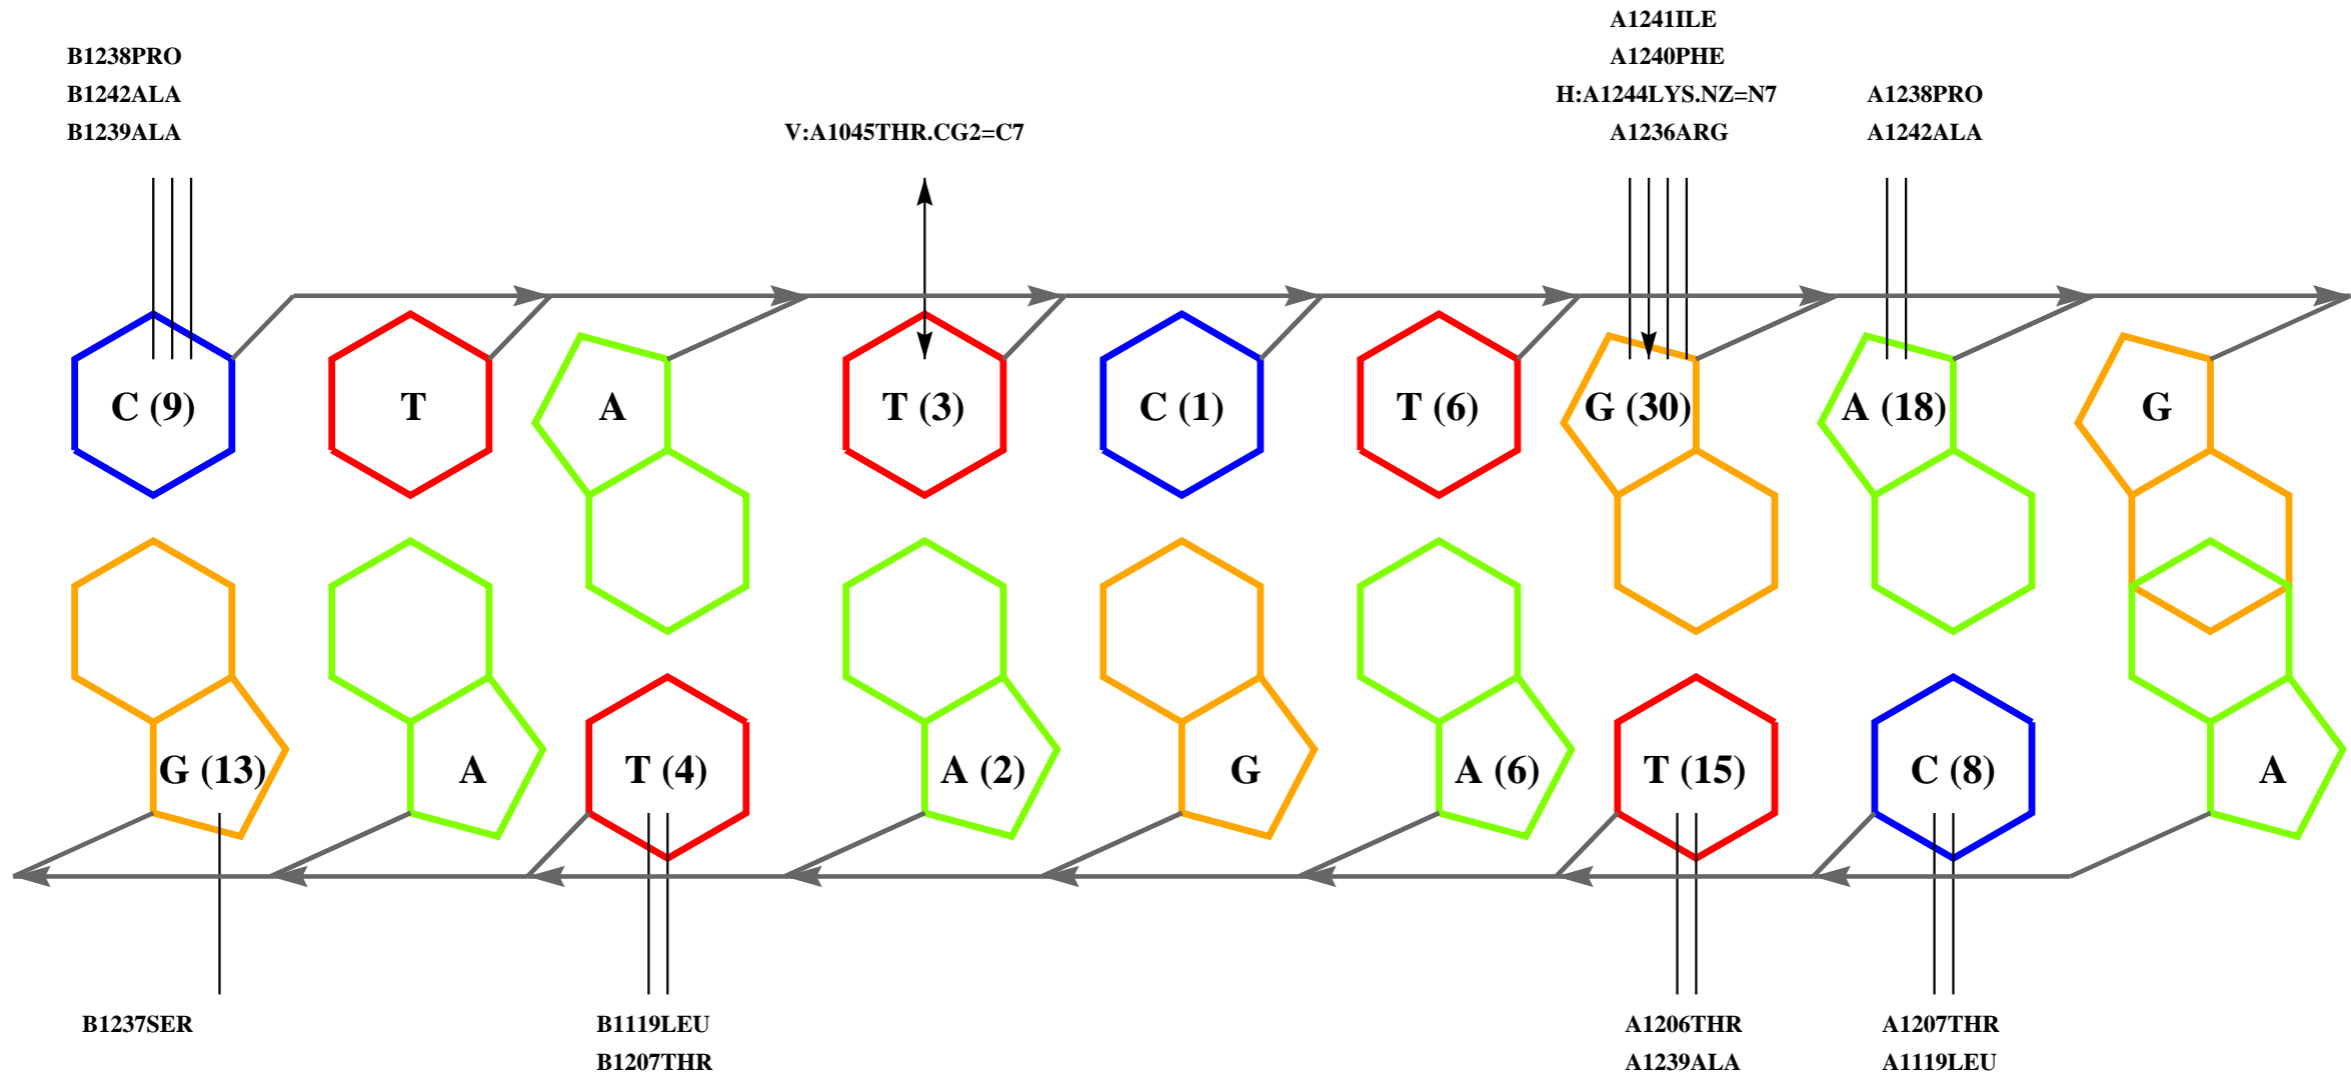 A1241ILE
B1238PRO A1240PHE
B1242ALA H:A1244LYS.NZ=N7 A1238PRO
B1239ALA V:A1045THR.CG2=C7 A1236ARG A1242ALA
C (9) T A T (3) C (1) T (6) G (30) A (18) G
G (13) A T (4) A (2) G A (6) T (15) C (8) A
B1237SER B1119LEU A1206THR A1207THR
B1207THR A1239ALA A1119LEU